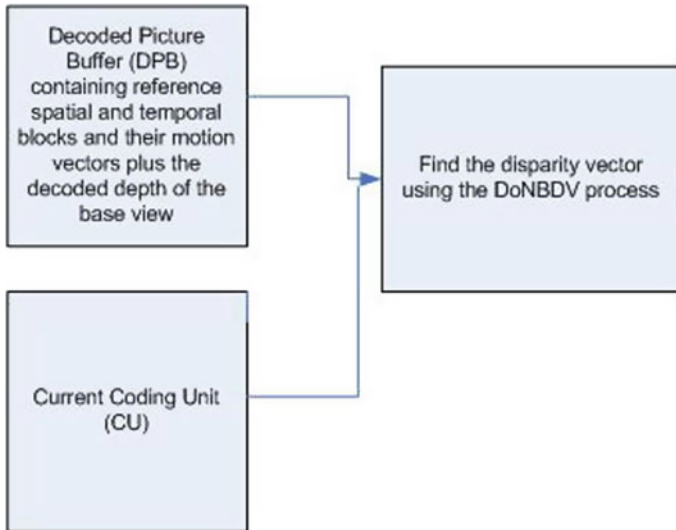 Decoded Picture
Buffer (DPB)
containing reference
spatial and temporal
blocks and their motion
vectors plus the
decoded depth of the
base view
Find the disparity vector
using the DoNBDV process
Current Coding Unit
(CU)